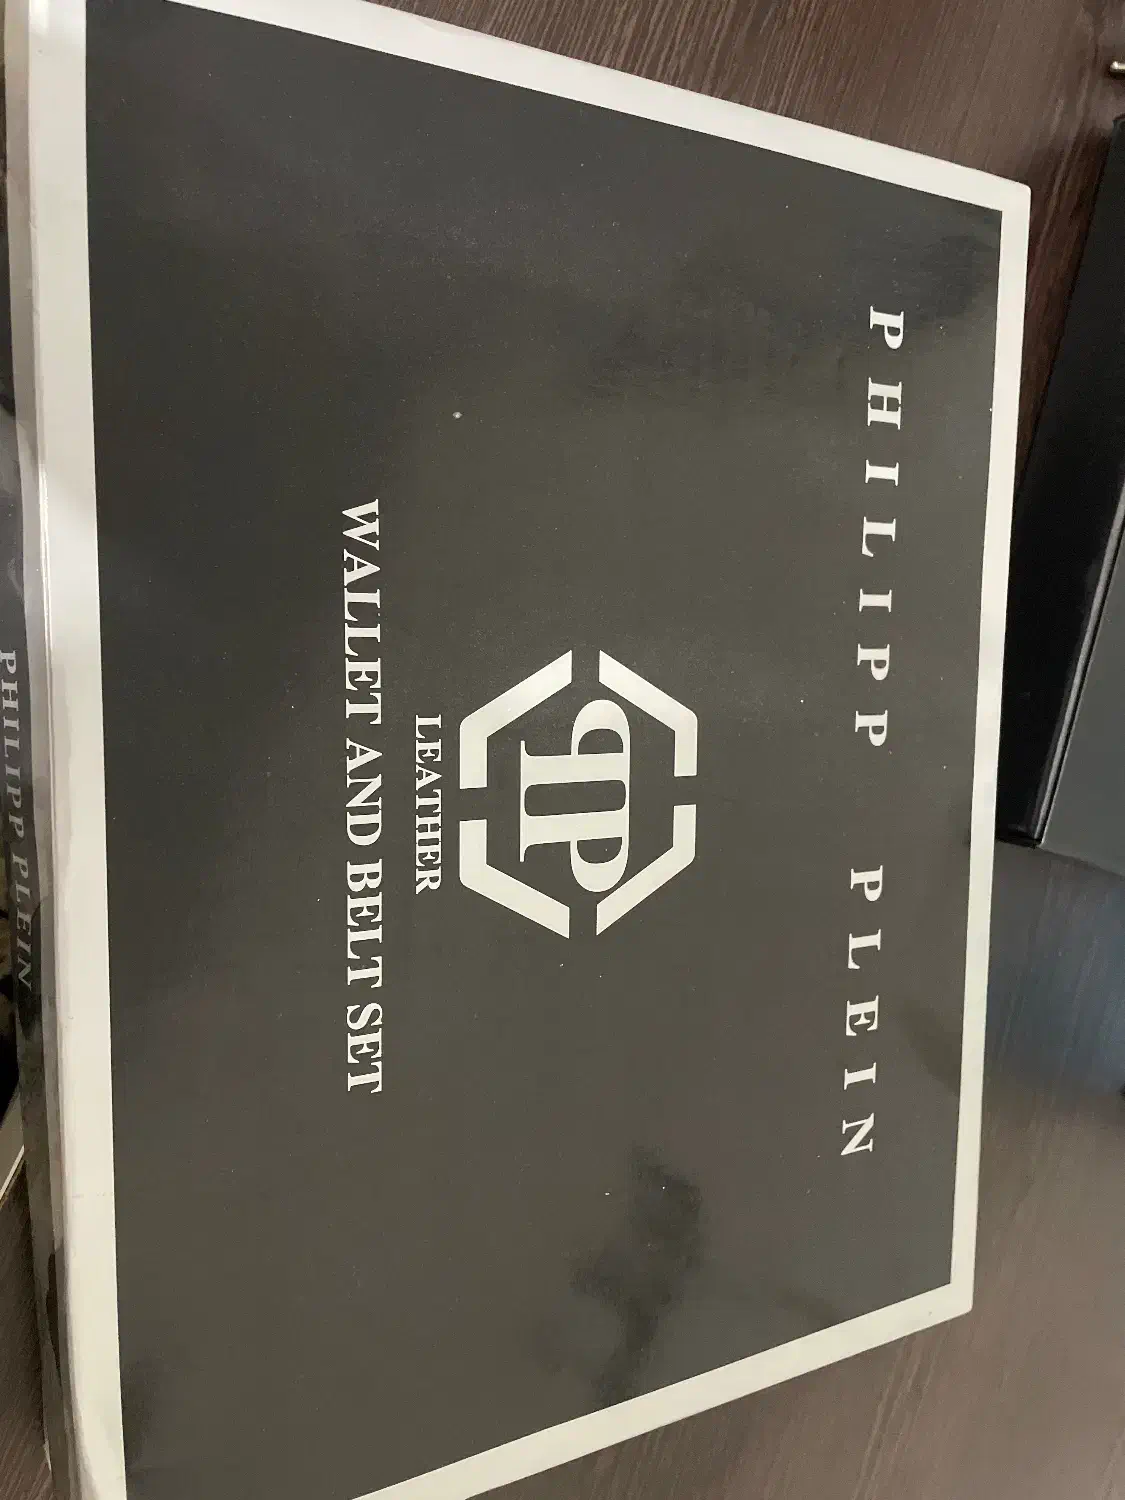 PHILIPP PLEIN
PP
LEATHER
WALLET AND BELT SET
PHILIPP PLEIN